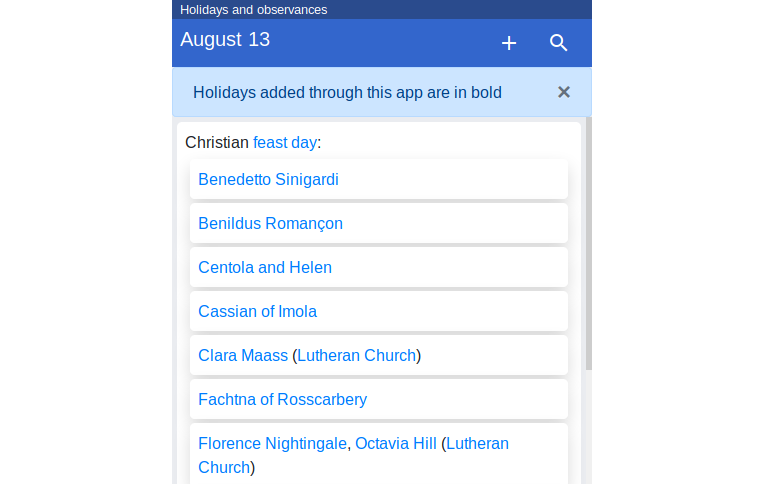 Holidays and observances
August 13
Holidays added through this app are in bold
Christian feast day:
Benedetto Sinigardi
Benildus Romançon
Centola and Helen
Cassian of Imola
Clara Maass (Lutheran Church)
Fachtna of Rosscarbery
Florence Nightingale, Octavia Hill (Lutheran
Church)